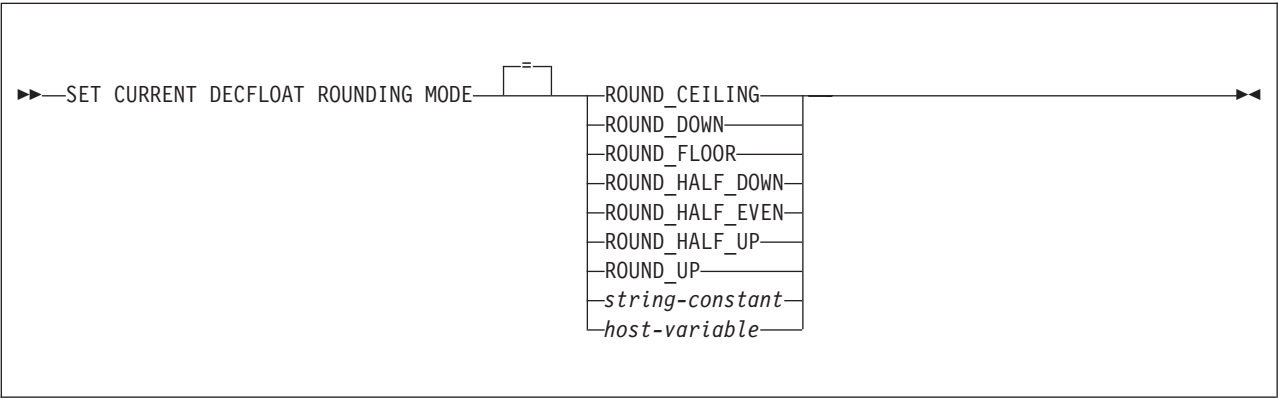 =
SET CURRENT DECFLOAT ROUNDING MODE ROUND_CEILING
ROUND_DOWN
ROUND_FLOOR
ROUND_HALF_DOWN
ROUND_HALF_EVEN
ROUND_HALF_UP
ROUND_UP
string-constant
host-variable